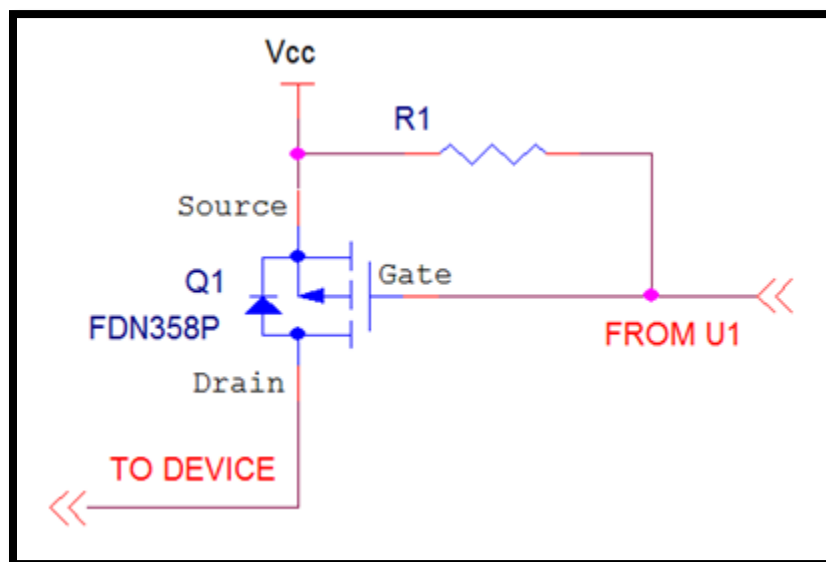 Vcc
R1
Source
Gate
Q1
FDN358P
FROM U1
Drain
TO DEVICE